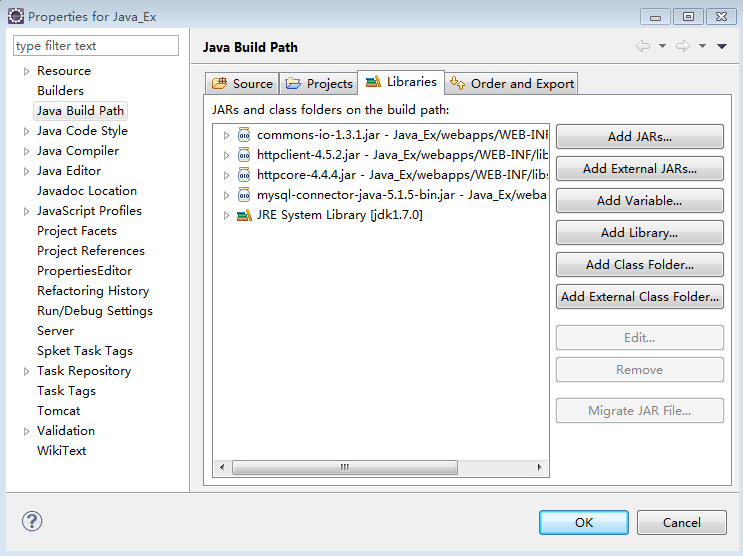 Properties for Java_Ex
type filter text
Resource
Builders
Java Build Path
Java Code Style
Java Compiler
Java Editor
Javadoc Location
JavaScript Profiles
Project Facets
Project References
PropertiesEditor
Refactoring History
Run/Debug Settings
Server
Spket Task Tags
Task Repository
Task Tags
Tomcat
Validation
WikiText
Java Build Path
Source Projects Libraries Order and Export
JARs and class folders on the build path:
commons-io-1.3.1.jar - Java_Ex/webapps/WEB-INF
httpclient-4.5.2.jar - Java_Ex/webapps/WEB-INF/lib
httpcore-4.4.4.jar - Java_Ex/webapps/WEB-INF/libs
mysql-connector-java-5.1.5-bin.jar - Java_Ex/weba
JRE System Library [jdk1.7.0]
Add JARs...
Add External JARs...
Add Variable...
Add Library...
Add Class Folder...
Add External Class Folder...
Edit...
Remove
Migrate JAR File...
OK Cancel